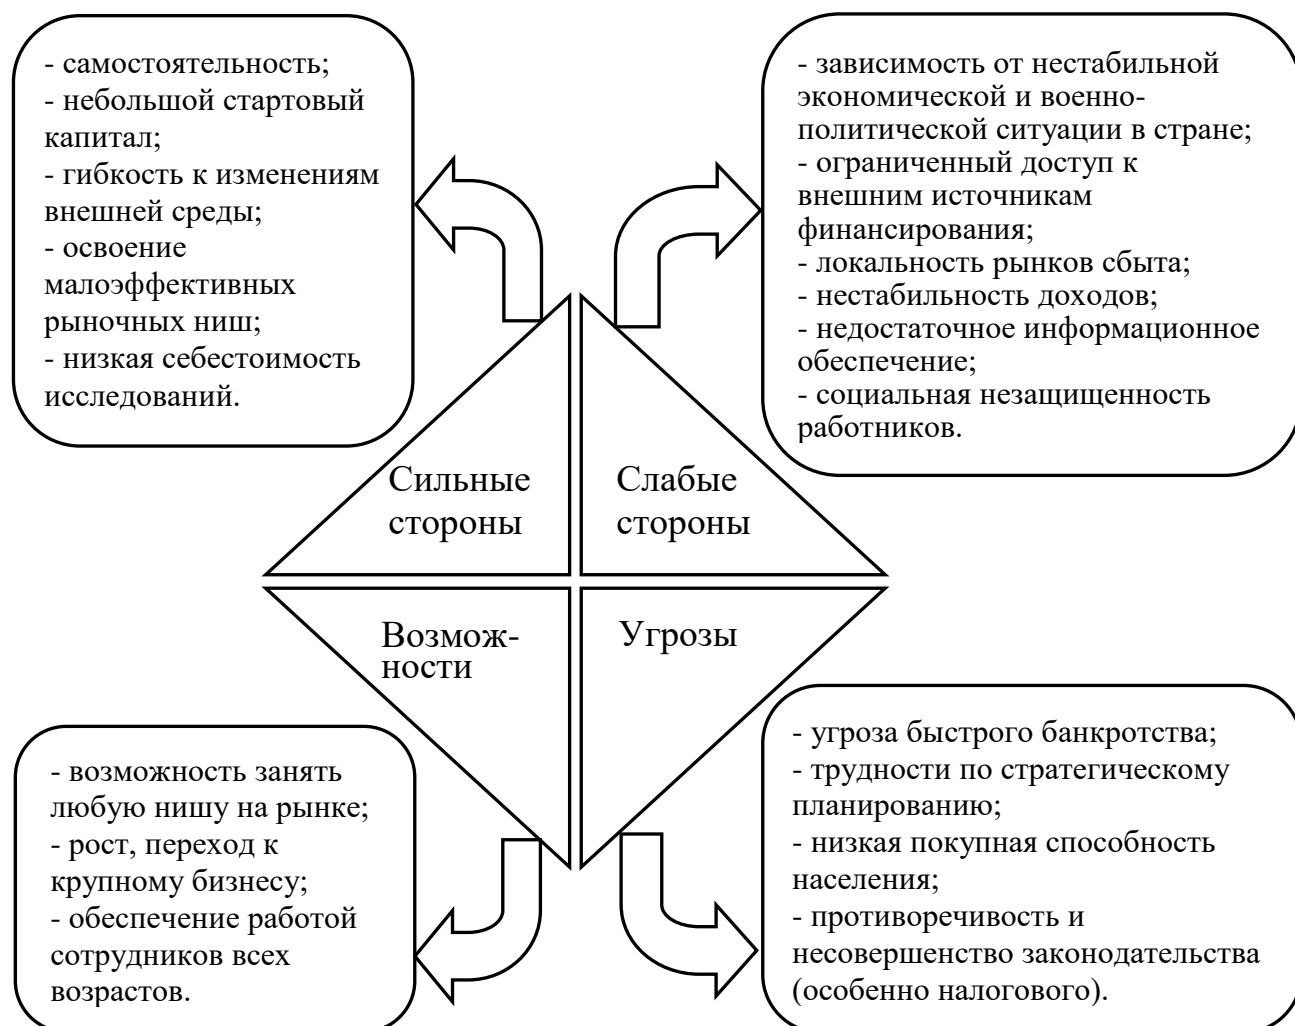 - самостоятельность;
- небольшой стартовый
капитал;
- гибкость к изменениям
внешней среды;
- освоение
малоэффективных
рыночных ниш;
- низкая себестоимость
исследований.
- зависимость от нестабильной
экономической и военно-
политической ситуации в стране;
- ограниченный доступ к
внешним источникам
финансирования;
- локальность рынков сбыта;
- нестабильность доходов;
- недостаточное информационное
обеспечение;
- социальная незащищенность
работников.
Сильные
стороны
Слабые
стороны
Возмож-
ности
Угрозы
- возможность занять
любую нишу на рынке;
- рост, переход к
крупному бизнесу;
- обеспечение работой
сотрудников всех
возрастов.
- угроза быстрого банкротства;
- трудности по стратегическому
планированию;
- низкая покупная способность
населения;
- противоречивость и
несовершенство законодательства
(особенно налогового).